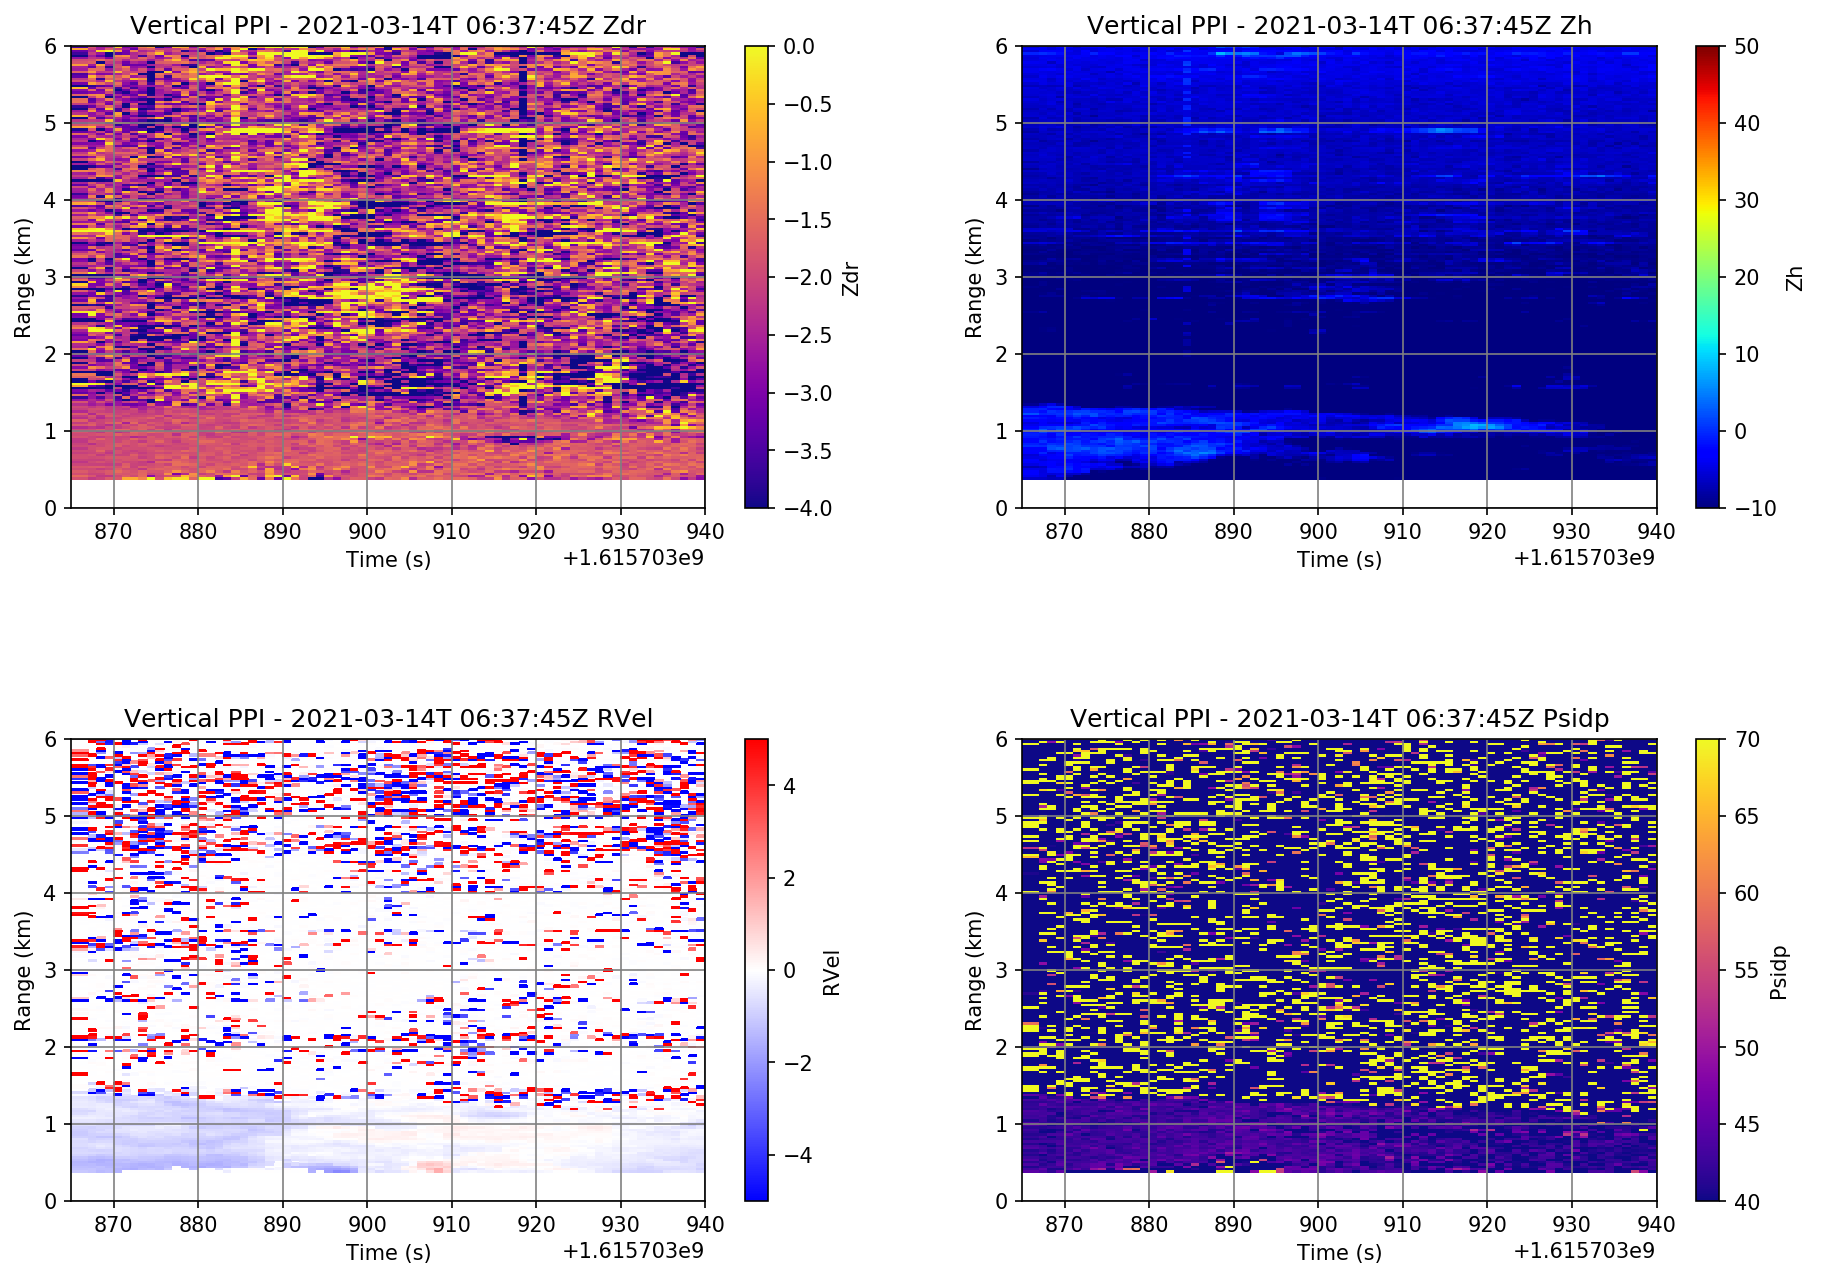 Vertical PPI - 2021-03-14T 06:37:45Z Zdr
6
5
4
3
2
1
0
Range (km)
870 880 890 900 910 920 930 940
Time (s)
+1.615703e9
0.0
−0.5
−1.0
−1.5
−2.0
−2.5
−3.0
−3.5
−4.0
Zdr
Vertical PPI - 2021-03-14T 06:37:45Z Zh
6
5
4
3
2
1
0
Range (km)
870 880 890 900 910 920 930 940
Time (s)
+1.615703e9
50
40
30
20
10
0
−10
Zh
Vertical PPI - 2021-03-14T 06:37:45Z RVel
6
5
4
3
2
1
0
Range (km)
870 880 890 900 910 920 930 940
Time (s)
+1.615703e9
4
2
0
−2
−4
RVel
Vertical PPI - 2021-03-14T 06:37:45Z Psidp
6
5
4
3
2
1
0
Range (km)
870 880 890 900 910 920 930 940
Time (s)
+1.615703e9
70
65
60
55
50
45
40
Psidp